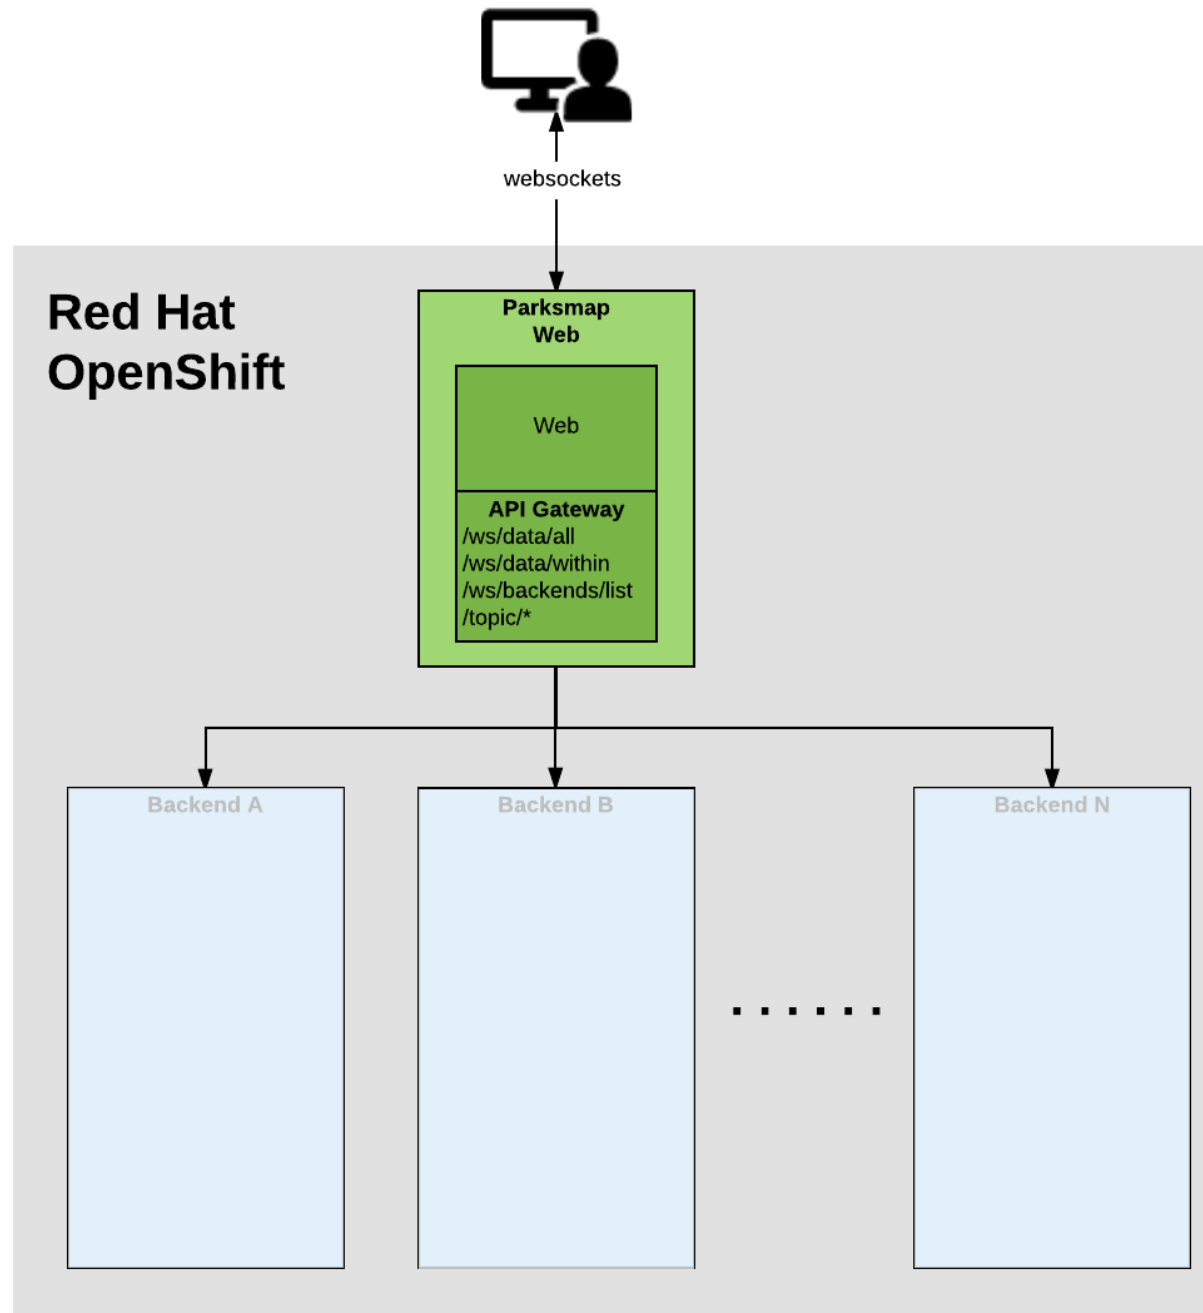 websockets
Red Hat
OpenShift
Parksmap
Web
Web
API Gateway
/ws/data/all
/ws/data/within
/ws/backends/list
/topic/*
Backend A
Backend B
Backend N
......